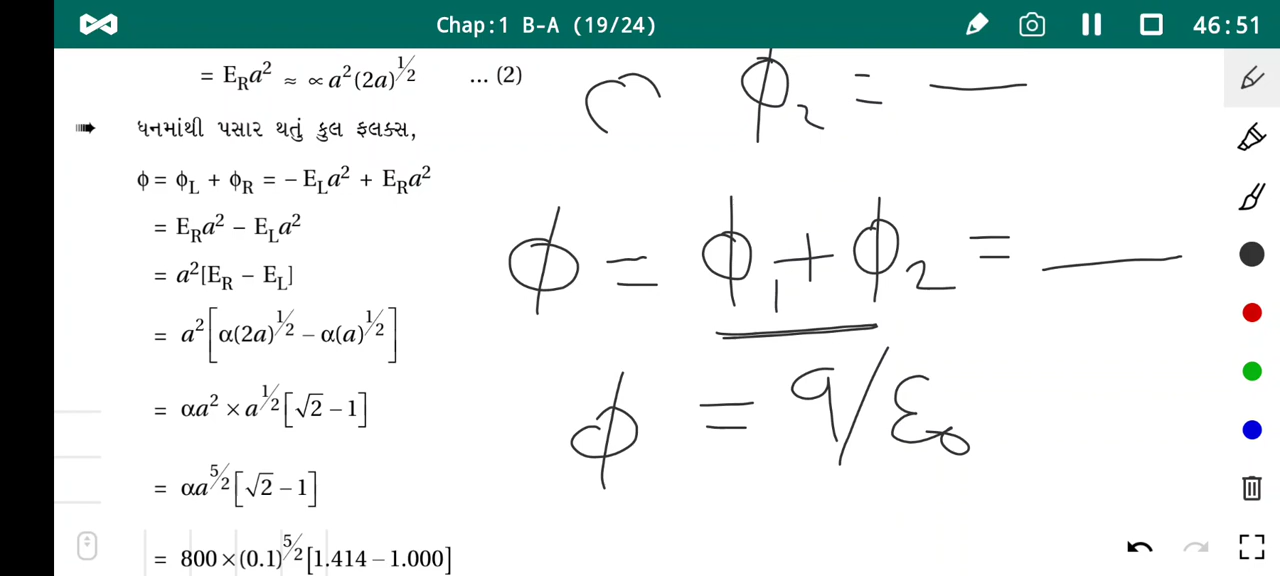 Chap:1 B-A (19/24)
46:51
= E_R a² ≈ ∝ a²(2a)^1/2 ... (2)
ઘનમાંથી પસાર થતું કુલ ફલક્સ,
ϕ = ϕ_L + ϕ_R = − E_L a² + E_R a²
= E_R a² − E_L a²
= a²[E_R − E_L]
= a²[α(2a)^1/2 − α(a)^1/2]
= αa² × a^1/2[√2 − 1]
= αa^5/2[√2 − 1]
= 800 × (0.1)^5/2[1.414 − 1.000]
ϕ₂ = —
ϕ = ϕ₁ + ϕ₂ = —
ϕ = q/ε₀